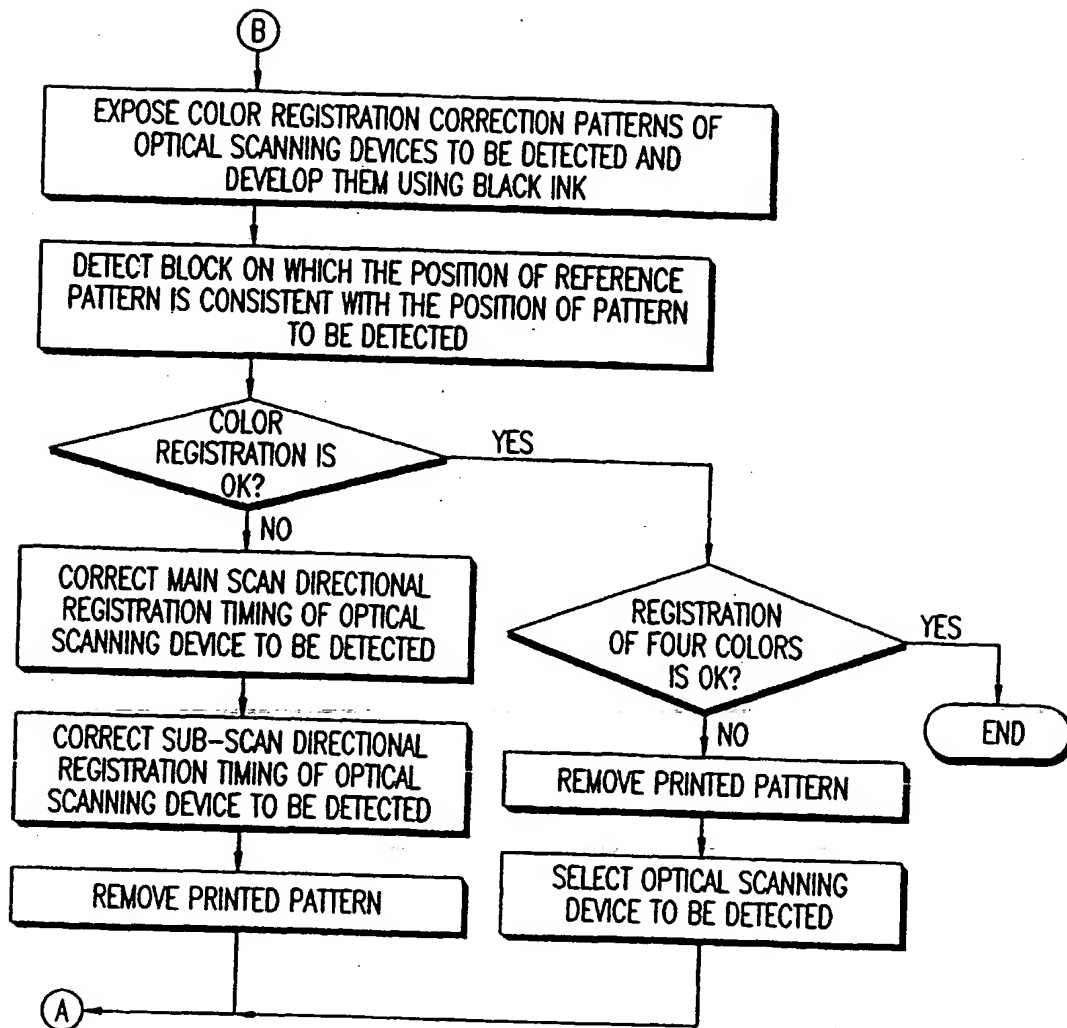 B
EXPOSE COLOR REGISTRATION CORRECTION PATTERNS OF
OPTICAL SCANNING DEVICES TO BE DETECTED AND
DEVELOP THEM USING BLACK INK
DETECT BLOCK ON WHICH THE POSITION OF REFERENCE
PATTERN IS CONSISTENT WITH THE POSITION OF PATTERN
TO BE DETECTED
COLOR
REGISTRATION IS
OK?
YES
NO
CORRECT MAIN SCAN DIRECTIONAL
REGISTRATION TIMING OF OPTICAL
SCANNING DEVICE TO BE DETECTED
CORRECT SUB-SCAN DIRECTIONAL
REGISTRATION TIMING OF OPTICAL
SCANNING DEVICE TO BE DETECTED
REMOVE PRINTED PATTERN
REGISTRATION
OF FOUR COLORS
IS OK?
YES
END
NO
REMOVE PRINTED PATTERN
SELECT OPTICAL SCANNING
DEVICE TO BE DETECTED
A